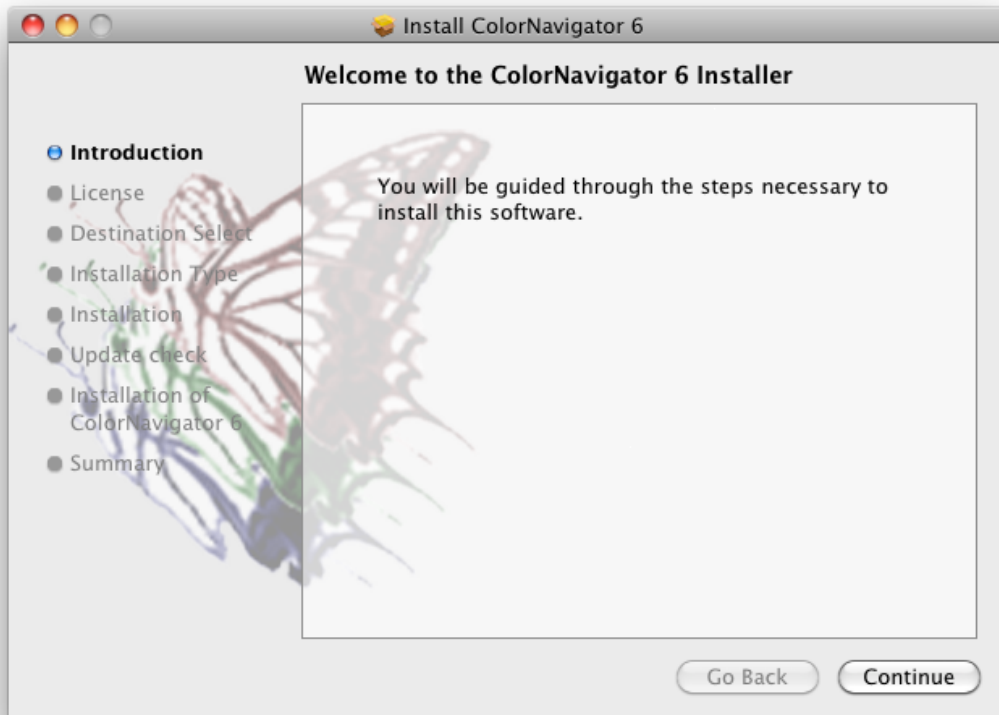 Install ColorNavigator 6
Welcome to the ColorNavigator 6 Installer
Introduction
License
Destination Select
Installation Type
Installation
Update check
Installation of
ColorNavigator 6
Summary
You will be guided through the steps necessary to
install this software.
Go Back
Continue